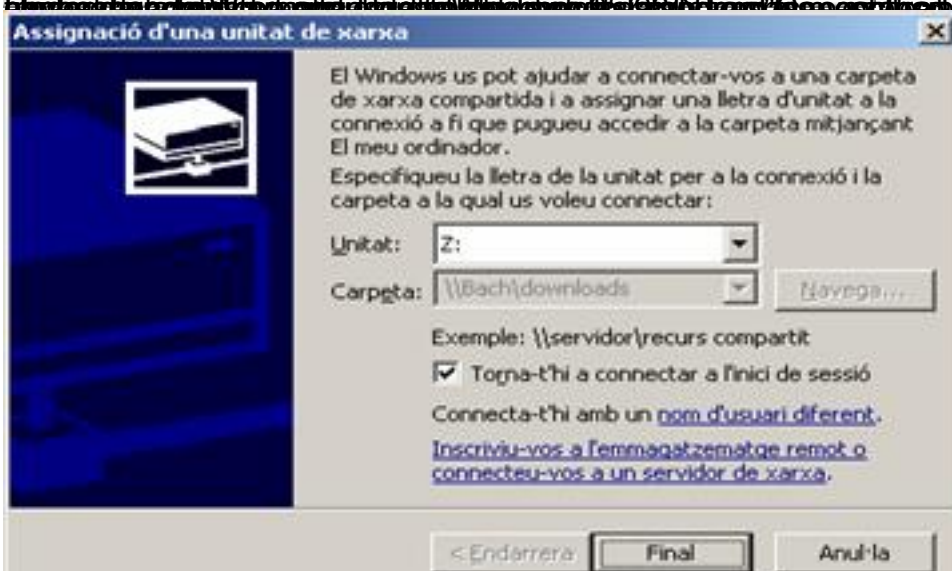 Assignació d'una unitat de xarxa
El Windows us pot ajudar a connectar-vos a una carpeta
de xarxa compartida i a assignar una lletra d'unitat a la
connexió a fi que pugueu accedir a la carpeta mitjançant
El meu ordinador.
Especifiqueu la lletra de la unitat per a la connexió i la
carpeta a la qual us voleu connectar:
Unitat: Z:
Carpeta: \\Bach\downloads Navega...
Exemple: \\servidor\recurs compartit
Torna-t'hi a connectar a l'inici de sessió
Connecta-t'hi amb un nom d'usuari diferent.
Inscriviu-vos a l'emmagatzematge remot o
connecteu-vos a un servidor de xarxa.
< Endarrera Final Anul·la